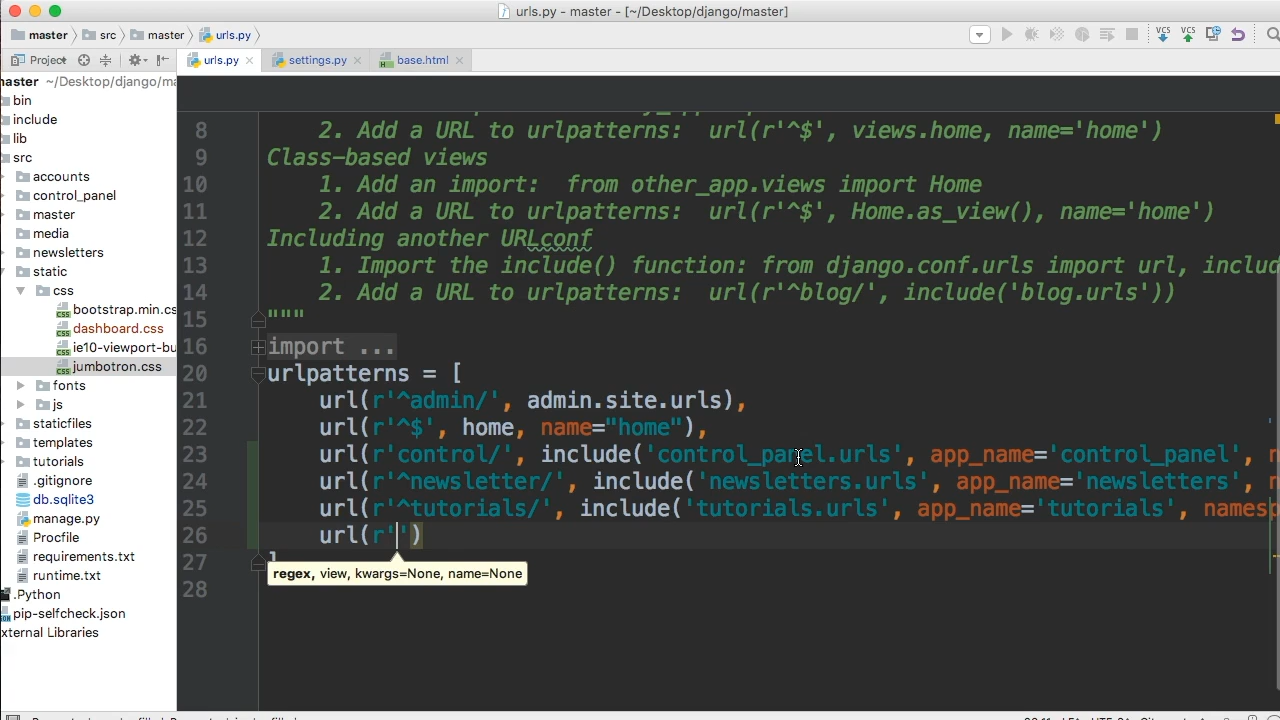 urls.py - master - [~/Desktop/django/master]
master src master urls.py
Project urls.py settings.py base.html
master ~/Desktop/django/ma
bin
include
lib
src
accounts
control_panel
master
media
newsletters
static
css
bootstrap.min.cs
dashboard.css
ie10-viewport-bu
jumbotron.css
fonts
js
staticfiles
templates
tutorials
.gitignore
db.sqlite3
manage.py
Procfile
requirements.txt
runtime.txt
.Python
pip-selfcheck.json
xternal Libraries
8 2. Add a URL to urlpatterns:  url(r'^$', views.home, name='home')
9 Class-based views
10 1. Add an import:  from other_app.views import Home
11 2. Add a URL to urlpatterns:  url(r'^$', Home.as_view(), name='home')
12 Including another URLconf
13 1. Import the include() function: from django.conf.urls import url, includ
14 2. Add a URL to urlpatterns:  url(r'^blog/', include('blog.urls'))
15 """
16 import ...
20 urlpatterns = [
21 url(r'^admin/', admin.site.urls),
22 url(r'^$', home, name="home"),
23 url(r'control/', include('control_panel.urls', app_name='control_panel', n
24 url(r'^newsletter/', include('newsletters.urls', app_name='newsletters', n
25 url(r'^tutorials/', include('tutorials.urls', app_name='tutorials', namesp
26 url(r'')
27 ]
28
regex, view, kwargs=None, name=None
VCS VCS